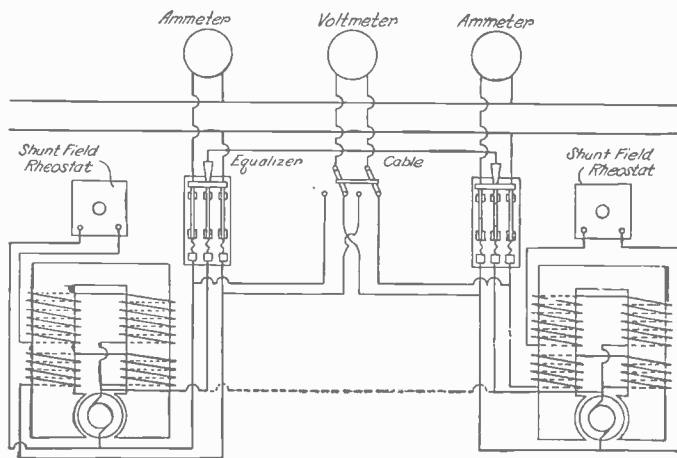 Ammeter
Voltmeter
Ammeter
Shunt Field
Rheostat
Equalizer
Cable
Shunt Field
Rheostat